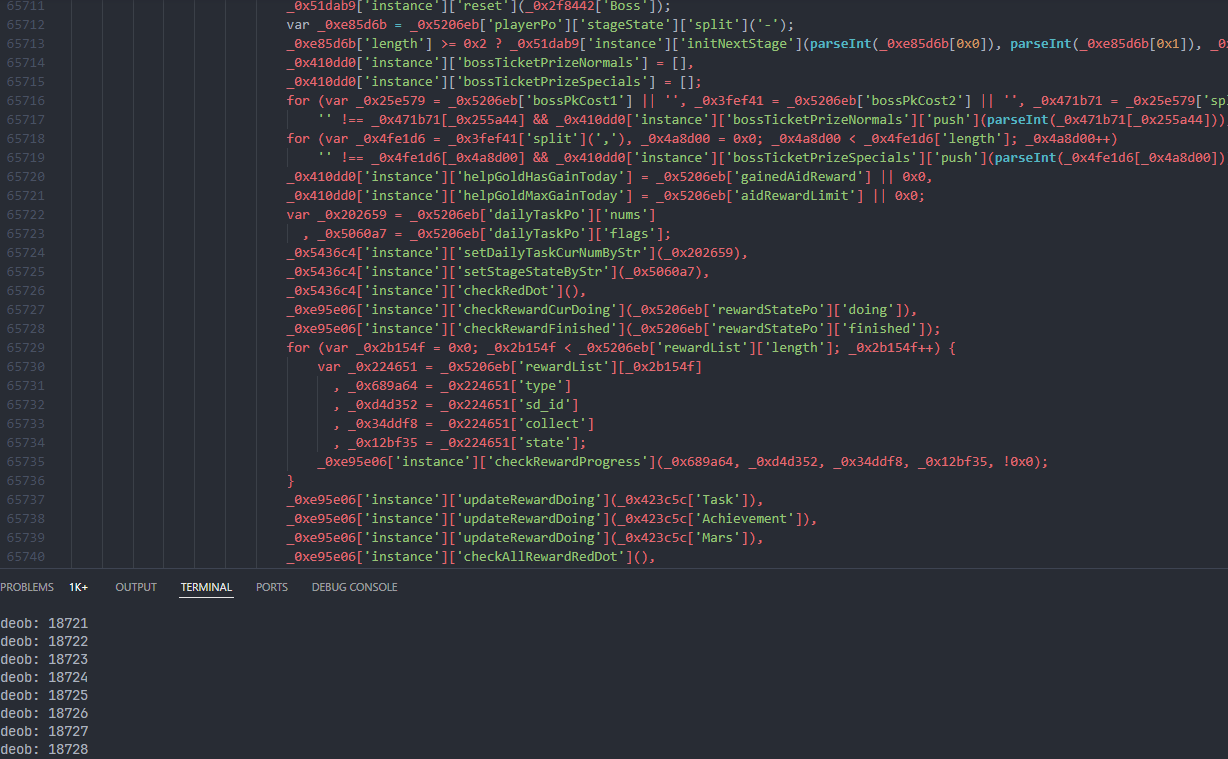 65711 _0x51dab9['instance']['reset'](_0x2f8442['Boss']);
65712 var _0xe85d6b = _0x5206eb['playerPo']['stageState']['split']('-');
65713 _0xe85d6b['length'] >= 0x2 ? _0x51dab9['instance']['initNextStage'](parseInt(_0xe85d6b[0x0]), parseInt(_0xe85d6b[0x1]), _0
65714 _0x410dd0['instance']['bossTicketPrizeNormals'] = [],
65715 _0x410dd0['instance']['bossTicketPrizeSpecials'] = [];
65716 for (var _0x25e579 = _0x5206eb['bossPkCost1'] || '', _0x3fef41 = _0x5206eb['bossPkCost2'] || '', _0x471b71 = _0x25e579['spl
65717 '' !== _0x471b71[_0x255a44] && _0x410dd0['instance']['bossTicketPrizeNormals']['push'](parseInt(_0x471b71[_0x255a44]));
65718 for (var _0x4fe1d6 = _0x3fef41['split'](','), _0x4a8d00 = 0x0; _0x4a8d00 < _0x4fe1d6['length']; _0x4a8d00++)
65719 '' !== _0x4fe1d6[_0x4a8d00] && _0x410dd0['instance']['bossTicketPrizeSpecials']['push'](parseInt(_0x4fe1d6[_0x4a8d00])
65720 _0x410dd0['instance']['helpGoldHasGainToday'] = _0x5206eb['gainedAidReward'] || 0x0,
65721 _0x410dd0['instance']['helpGoldMaxGainToday'] = _0x5206eb['aidRewardLimit'] || 0x0;
65722 var _0x202659 = _0x5206eb['dailyTaskPo']['nums']
65723 , _0x5060a7 = _0x5206eb['dailyTaskPo']['flags'];
65724 _0x5436c4['instance']['setDailyTaskCurNumByStr'](_0x202659),
65725 _0x5436c4['instance']['setStageStateByStr'](_0x5060a7),
65726 _0x5436c4['instance']['checkRedDot'](),
65727 _0xe95e06['instance']['checkRewardCurDoing'](_0x5206eb['rewardStatePo']['doing']),
65728 _0xe95e06['instance']['checkRewardFinished'](_0x5206eb['rewardStatePo']['finished']);
65729 for (var _0x2b154f = 0x0; _0x2b154f < _0x5206eb['rewardList']['length']; _0x2b154f++) {
65730 var _0x224651 = _0x5206eb['rewardList'][_0x2b154f]
65731 , _0x689a64 = _0x224651['type']
65732 , _0xd4d352 = _0x224651['sd_id']
65733 , _0x34ddf8 = _0x224651['collect']
65734 , _0x12bf35 = _0x224651['state'];
65735 _0xe95e06['instance']['checkRewardProgress'](_0x689a64, _0xd4d352, _0x34ddf8, _0x12bf35, !0x0);
65736 }
65737 _0xe95e06['instance']['updateRewardDoing'](_0x423c5c['Task']),
65738 _0xe95e06['instance']['updateRewardDoing'](_0x423c5c['Achievement']),
65739 _0xe95e06['instance']['updateRewardDoing'](_0x423c5c['Mars']),
65740 _0xe95e06['instance']['checkAllRewardRedDot'](),
PROBLEMS 1K+ OUTPUT TERMINAL PORTS DEBUG CONSOLE
deob: 18721
deob: 18722
deob: 18723
deob: 18724
deob: 18725
deob: 18726
deob: 18727
deob: 18728